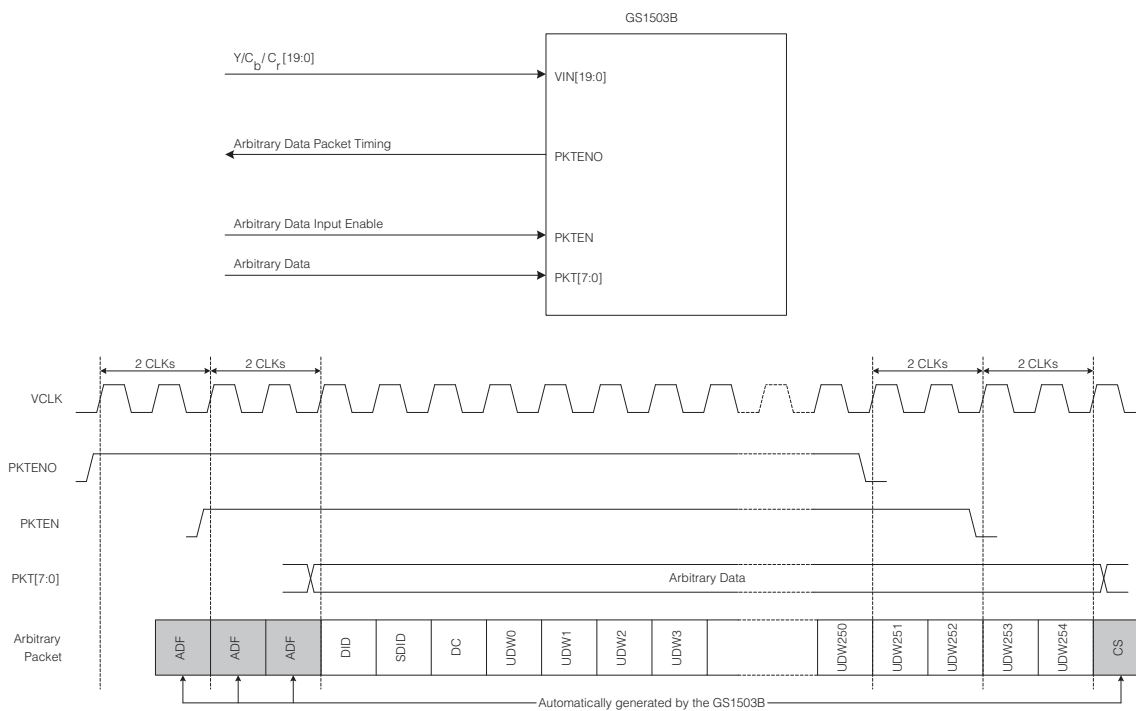 GS1503B
Y/Cb/Cr[19:0]
VIN[19:0]
Arbitrary Data Packet Timing
PKTENO
Arbitrary Data Input Enable
PKTEN
Arbitrary Data
PKT[7:0]
2 CLKs 2 CLKs 2 CLKs 2 CLKs
VCLK
PKTENO
PKTEN
PKT[7:0] Arbitrary Data
Arbitrary
Packet
ADF ADF ADF DID SDID DC UDW0 UDW1 UDW2 UDW3 UDW250 UDW251 UDW252 UDW253 UDW254 CS
Automatically generated by the GS1503B